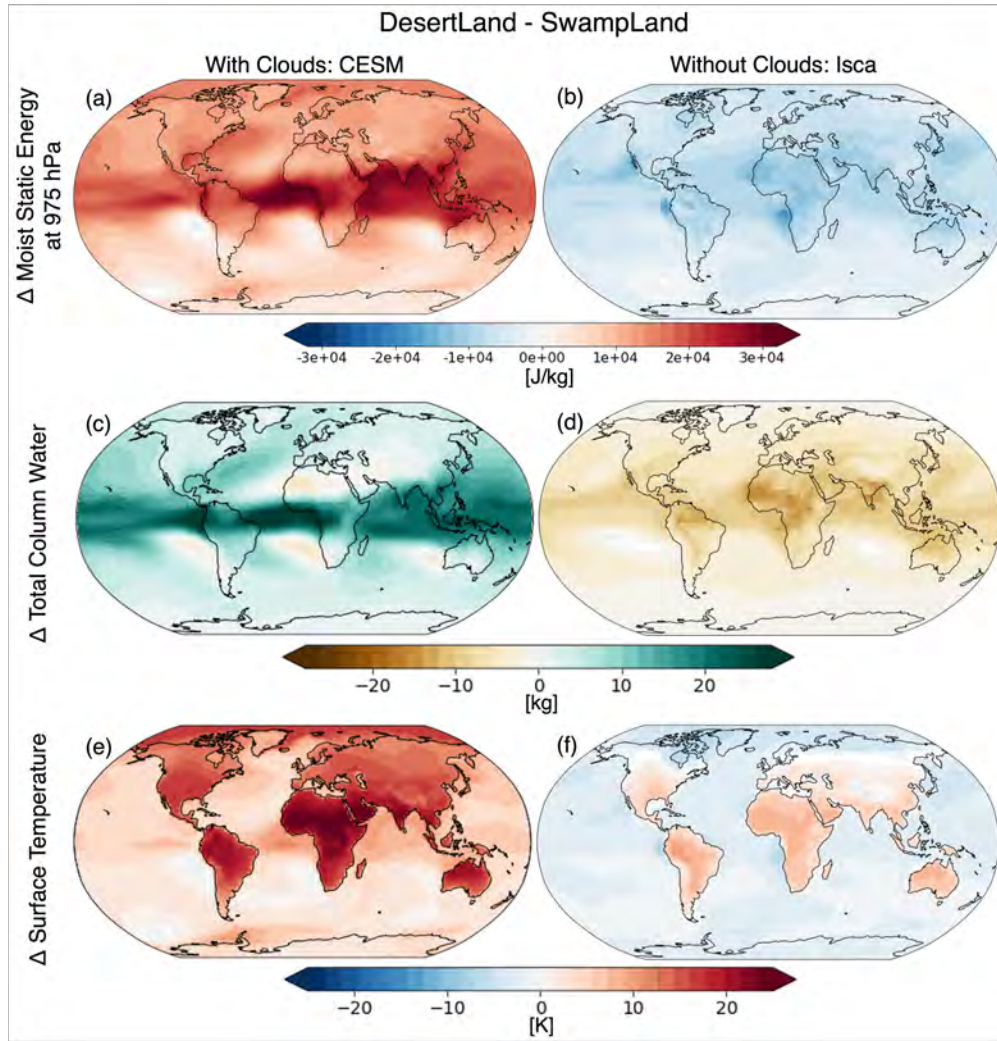 DesertLand - SwampLand
With Clouds: CESM
Without Clouds: Isca
Δ Moist Static Energy
at 975 hPa
(a)
(b)
-3e+04 -2e+04 -1e+04 0e+00 1e+04 2e+04 3e+04
[J/kg]
Δ Total Column Water
(c)
(d)
−20 −10 0 10 20
[kg]
Δ Surface Temperature
(e)
(f)
−20 −10 0 10 20
[K]